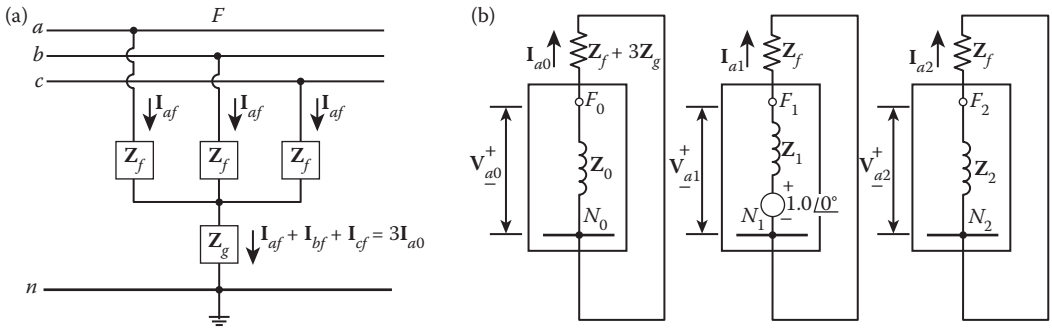 (a)
F
a
b
c
I_af
I_af
I_af
Z_f
Z_f
Z_f
Z_g
I_af + I_bf + I_cf = 3I_a0
n
(b)
I_a0
Z_f + 3Z_g
F_0
+
V_a0
−
Z_0
N_0
I_a1
Z_f
F_1
+
V_a1
−
Z_1
+
1.0/0°
−
N_1
I_a2
Z_f
F_2
+
V_a2
−
Z_2
N_2